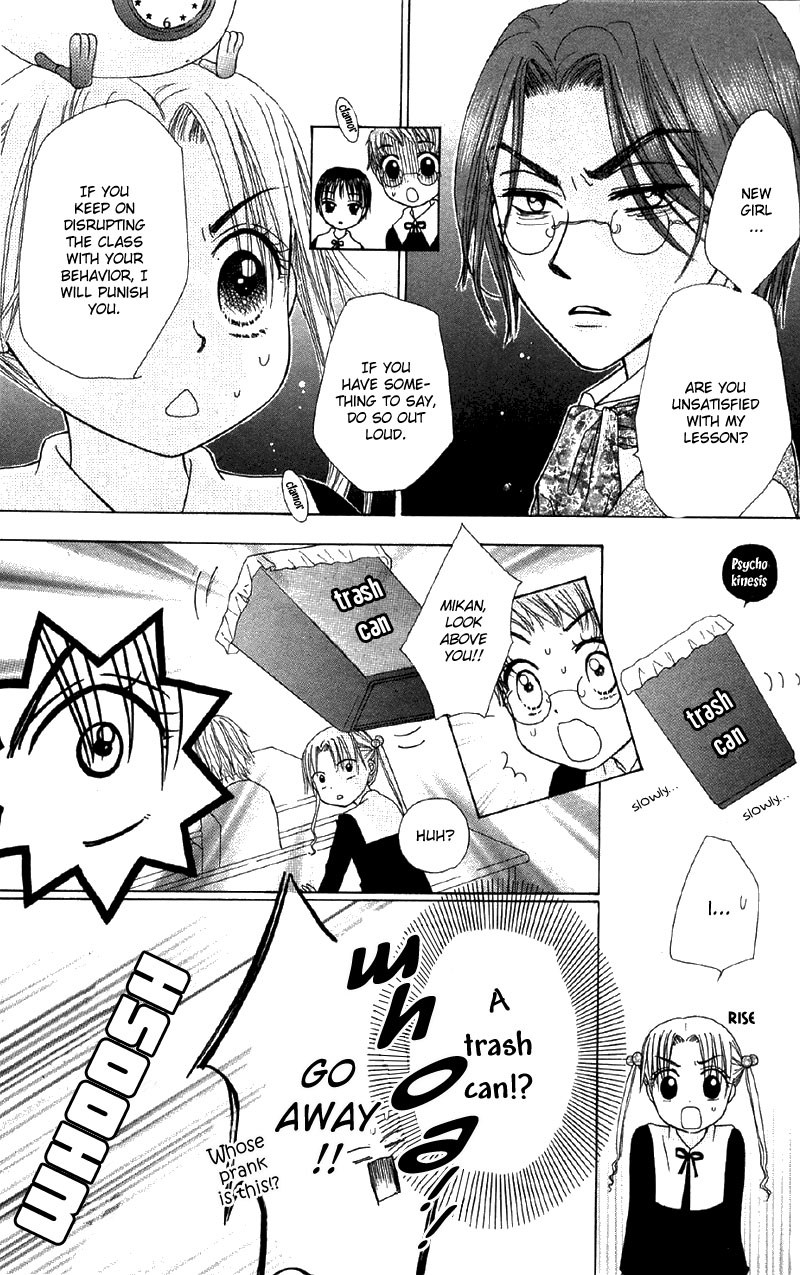 NEW
GIRL
...
ARE YOU
UNSATISFIED
WITH MY
LESSON?
clamor
IF YOU
HAVE SOME-
THING TO SAY,
DO SO OUT
LOUD.
6
IF YOU
KEEP ON
DISRUPTING
THE CLASS
WITH YOUR
BEHAVIOR, I
WILL PUNISH
YOU.
clamor
Psycho
kinesis
trash
can
slowly...
slowly...
I...
RISE
MIKAN,
LOOK
ABOVE
YOU!!
trash
can
HUH?
A
trash
can!?
whoa!!
GO
AWAY
!!
Whose
prank
is this!?
WHOOSH